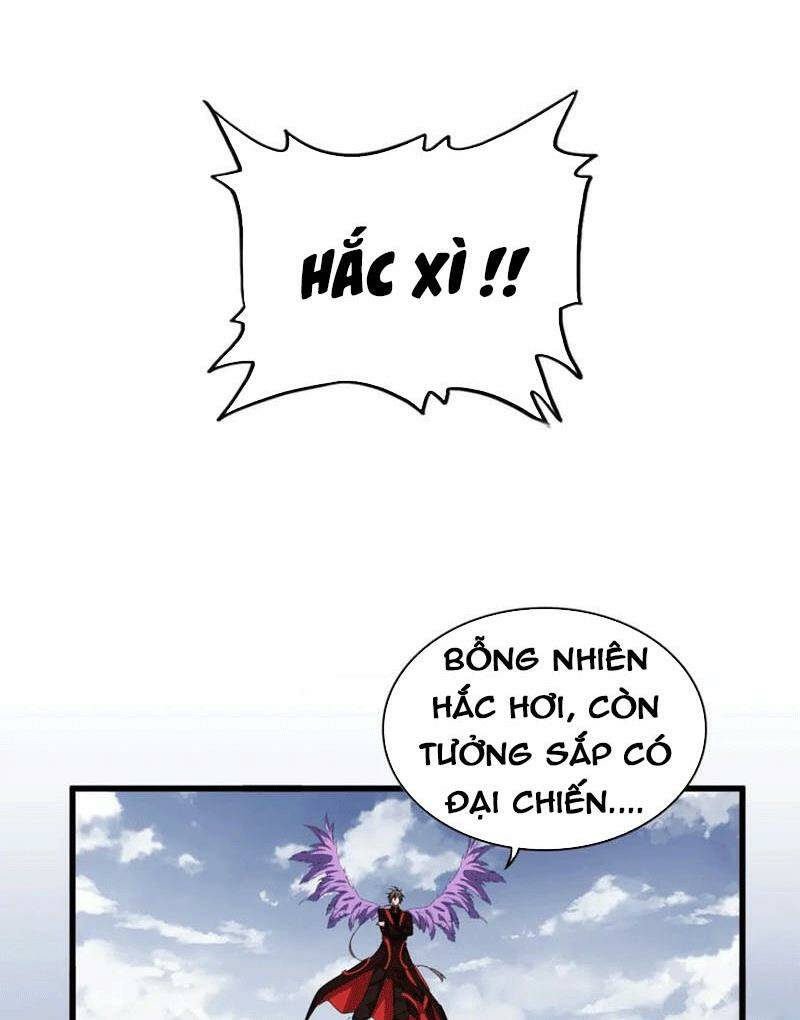 HẮC XÌ !!
BỖNG NHIÊN
HẮC HƠI, CÒN
TƯỞNG SẮP CÓ
ĐẠI CHIẾN....